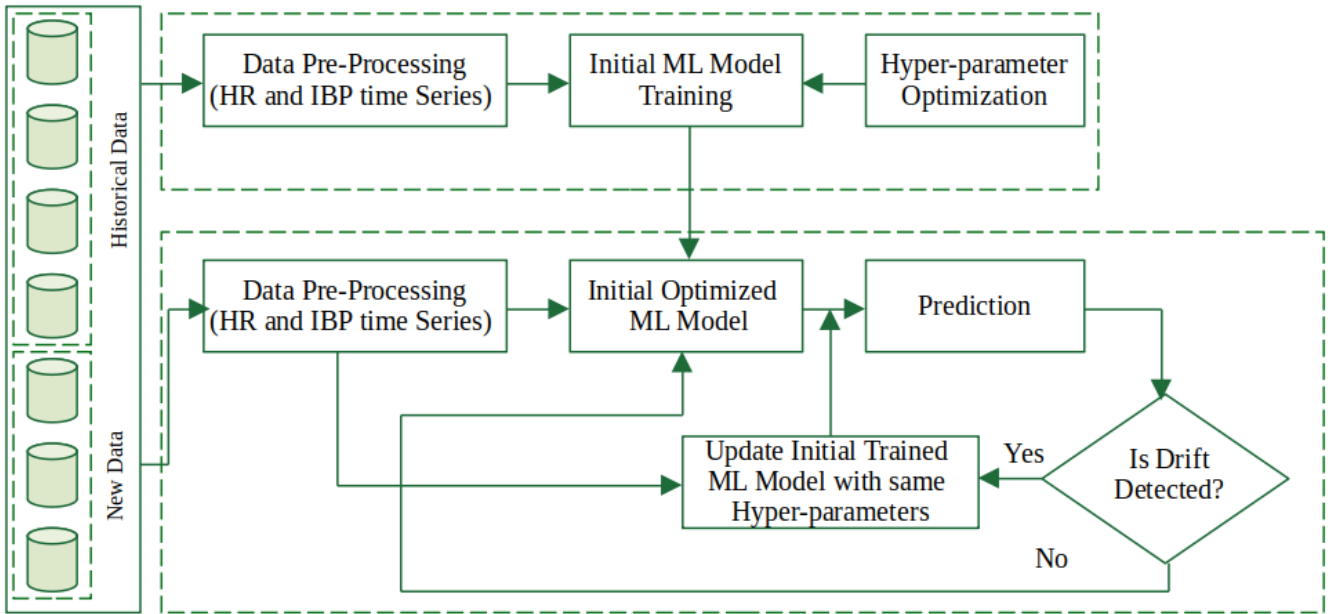 Historical Data
New Data
Data Pre-Processing
(HR and IBP time Series)
Initial ML Model
Training
Hyper-parameter
Optimization
Data Pre-Processing
(HR and IBP time Series)
Initial Optimized
ML Model
Prediction
Update Initial Trained
ML Model with same
Hyper-parameters
Yes
Is Drift
Detected?
No